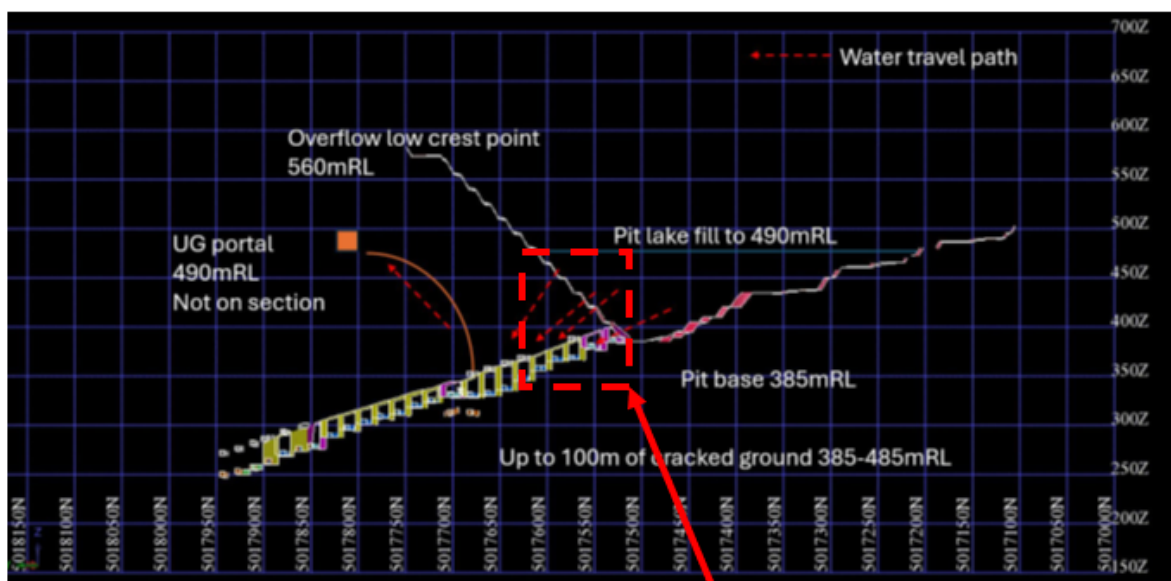 700Z
Water travel path
650Z
600Z
Overflow low crest point
560mRL
550Z
500Z
Pit lake fill to 490mRL
UG portal
490mRL
Not on section
450Z
400Z
Pit base 385mRL
350Z
300Z
Up to 100m of cracked ground 385-485mRL
250Z
200Z
150Z
5018150N
5018100N
5018050N
5018000N
5017950N
5017900N
5017850N
5017800N
5017750N
5017700N
5017650N
5017600N
5017550N
5017500N
5017450N
5017400N
5017350N
5017300N
5017250N
5017200N
5017150N
5017100N
5017050N
5017000N